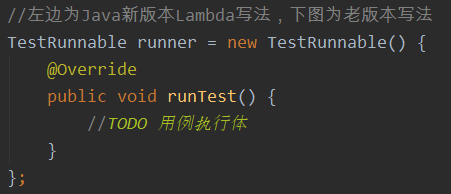 //左边为Java新版本Lambda写法，下图为老版本写法
TestRunnable runner = new TestRunnable() {
@Override
public void runTest() {
//TODO 用例执行体
}
};